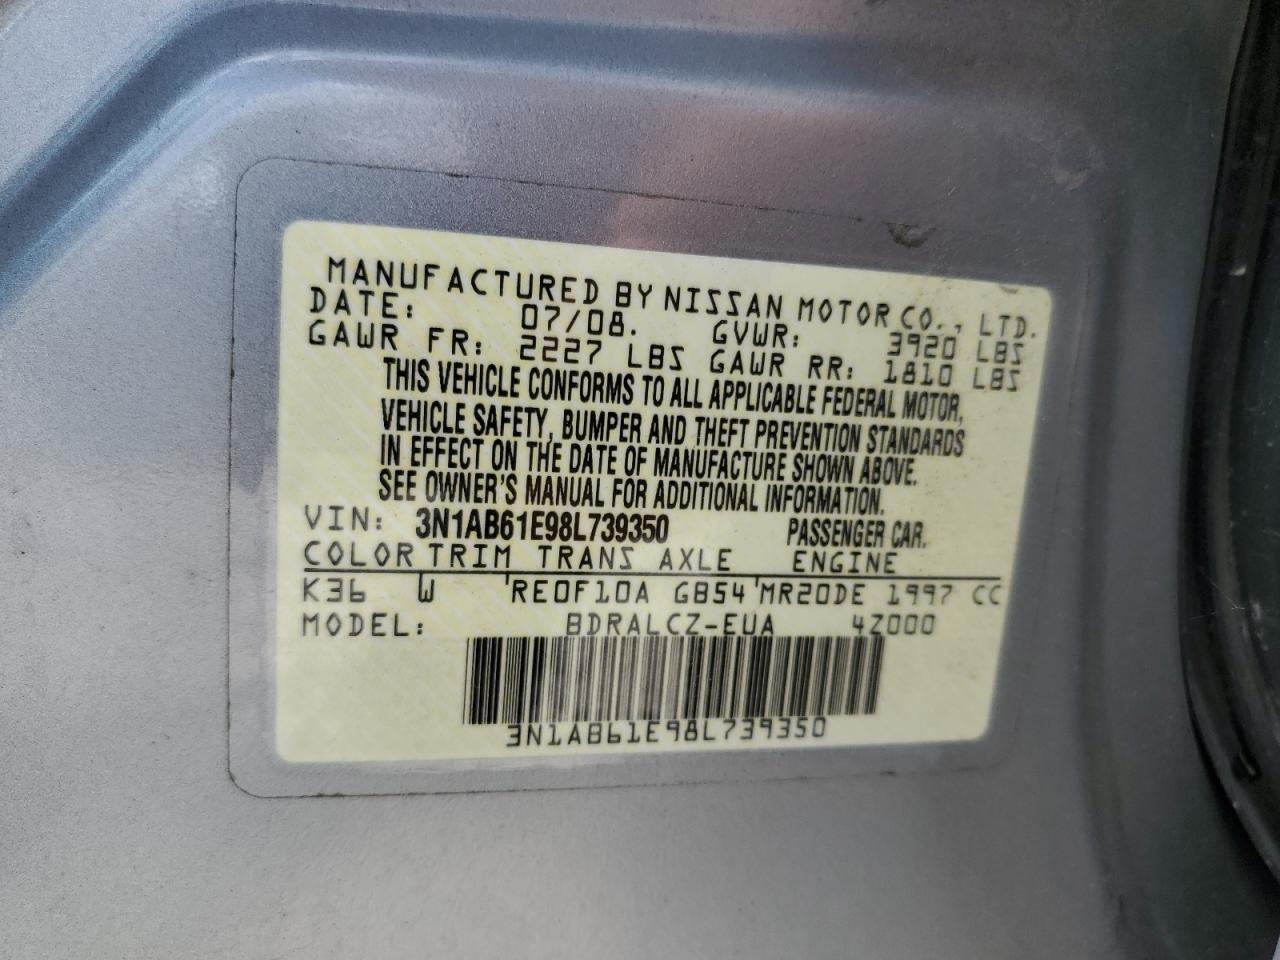 MANUFACTURED BY NISSAN MOTOR CO., LTD.
DATE: 07/08. GVWR: 3920 LBS
GAWR FR: 2227 LBS GAWR RR: 1810 LBS
THIS VEHICLE CONFORMS TO ALL APPLICABLE FEDERAL MOTOR,
VEHICLE SAFETY, BUMPER AND THEFT PREVENTION STANDARDS
IN EFFECT ON THE DATE OF MANUFACTURE SHOWN ABOVE.
SEE OWNER'S MANUAL FOR ADDITIONAL INFORMATION.
VIN: 3N1AB61E98L739350 PASSENGER CAR.
COLOR TRIM TRANS AXLE ENGINE
K36 W 'RE0F10A GB54'MR20DE 1997 CC
MODEL: BDRALCZ-EUA 4Z000
3N1AB61E98L739350